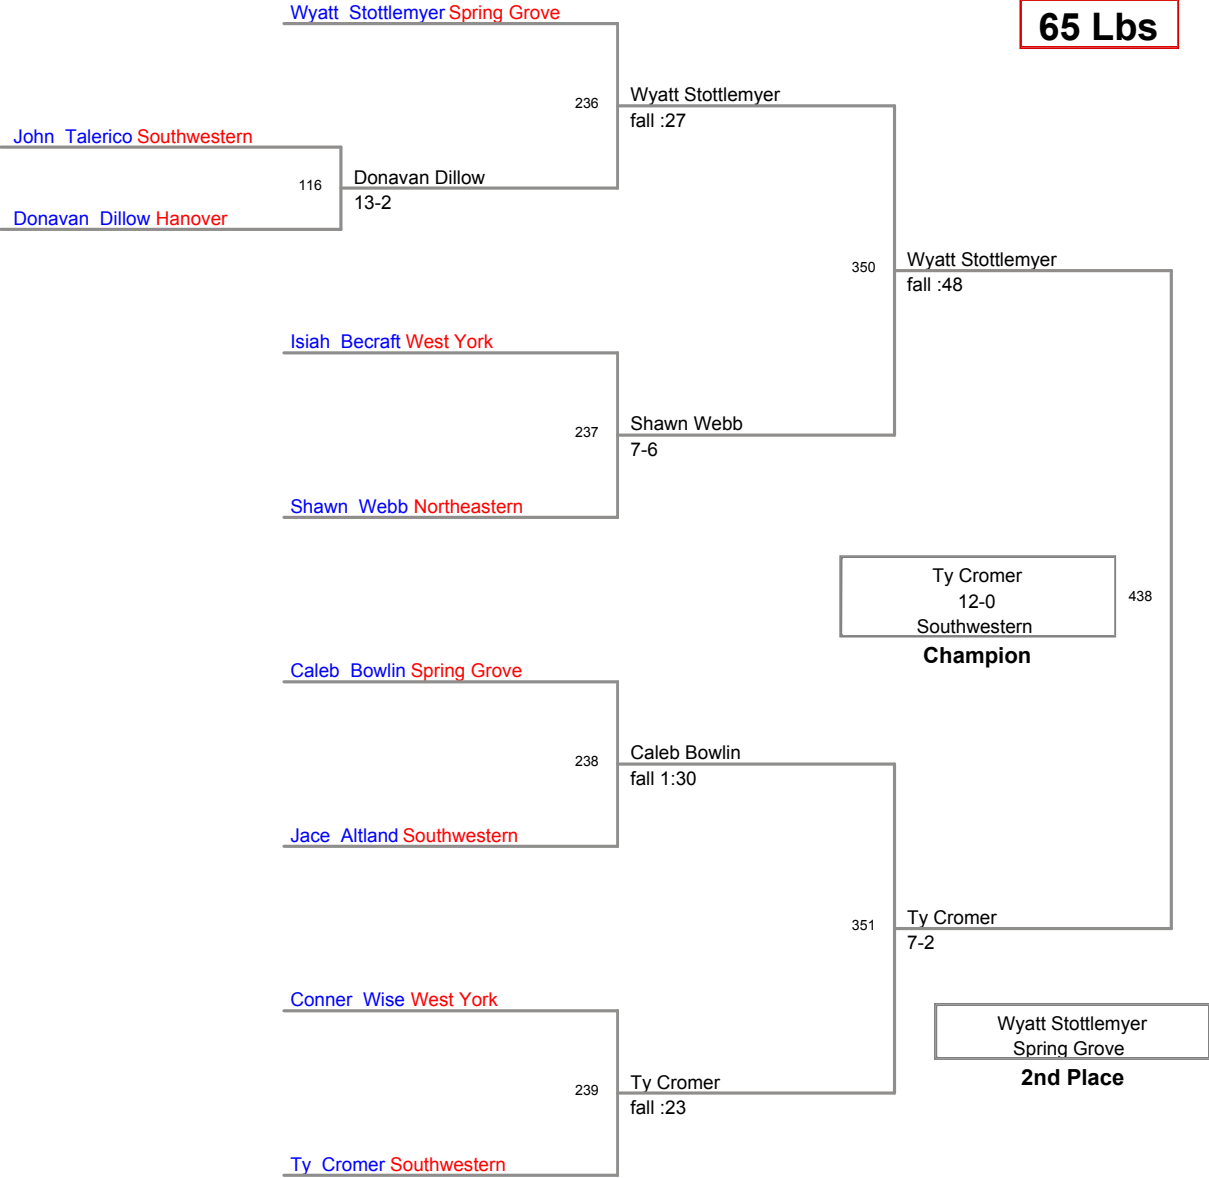 Wyatt Stottlemyer Spring Grove
65 Lbs
236
Wyatt Stottlemyer
fall :27
John Talerico Southwestern
116
Donavan Dillow
13-2
Donavan Dillow Hanover
350
Wyatt Stottlemyer
fall :48
Isiah Becraft West York
237
Shawn Webb
7-6
Shawn Webb Northeastern
Ty Cromer
12-0
Southwestern
438
Champion
Caleb Bowlin Spring Grove
238
Caleb Bowlin
fall 1:30
Jace Altland Southwestern
351
Ty Cromer
7-2
Conner Wise West York
Wyatt Stottlemyer
Spring Grove
2nd Place
239
Ty Cromer
fall :23
Ty Cromer Southwestern